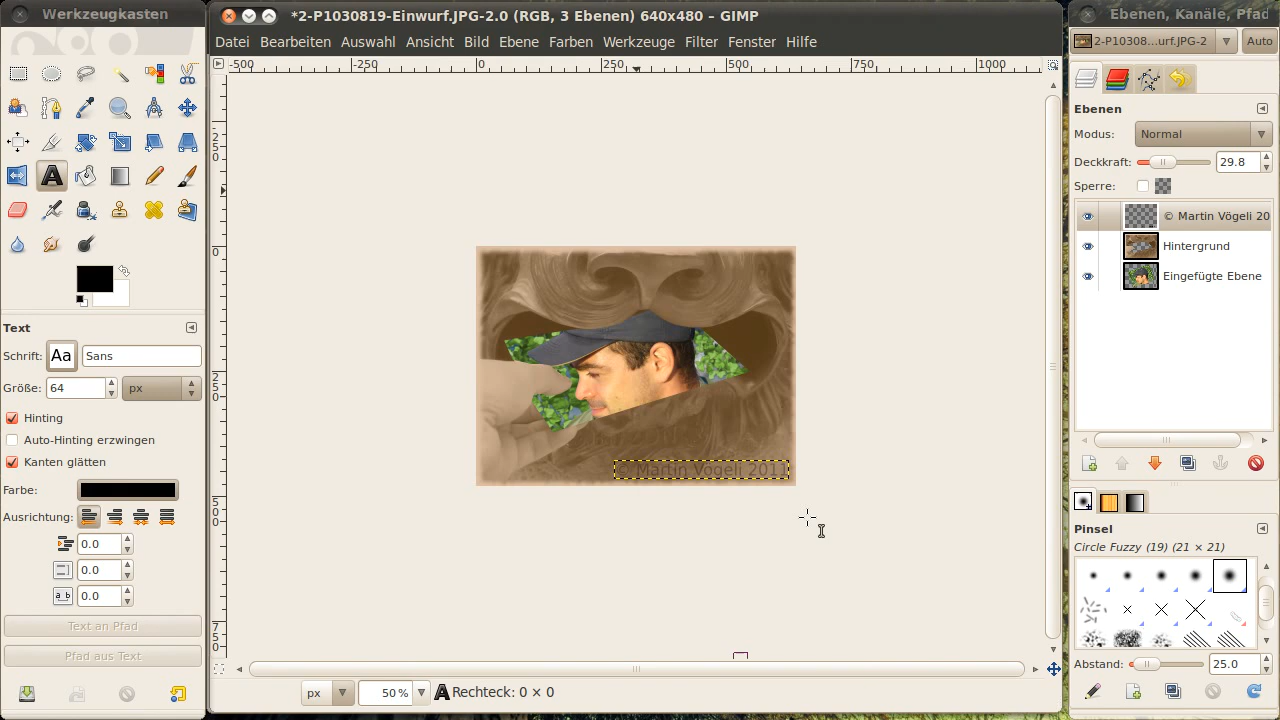 Werkzeugkasten
*2-P1030819-Einwurf.JPG-2.0 (RGB, 3 Ebenen) 640x480 – GIMP
Ebenen, Kanäle, Pfad
Datei Bearbeiten Auswahl Ansicht Bild Ebene Farben Werkzeuge Filter Fenster Hilfe
2-P10308...urf.JPG-2 Auto
-500 -250 0 250 500 750 1000
Ebenen
Modus: Normal
Deckkraft: 29.8
Sperre:
© Martin Vögeli 20
Hintergrund
Eingefügte Ebene
250
0
250
500
750
© Martin Vögeli 2011
Text
Schrift: Aa Sans
Größe: 64 px
Hinting
Auto-Hinting erzwingen
Kanten glätten
Farbe:
Ausrichtung:
0.0
0.0
0.0
Text an Pfad
Pfad aus Text
Pinsel
Circle Fuzzy (19) (21 × 21)
Abstand: 25.0
px 50 % Rechteck: 0 × 0